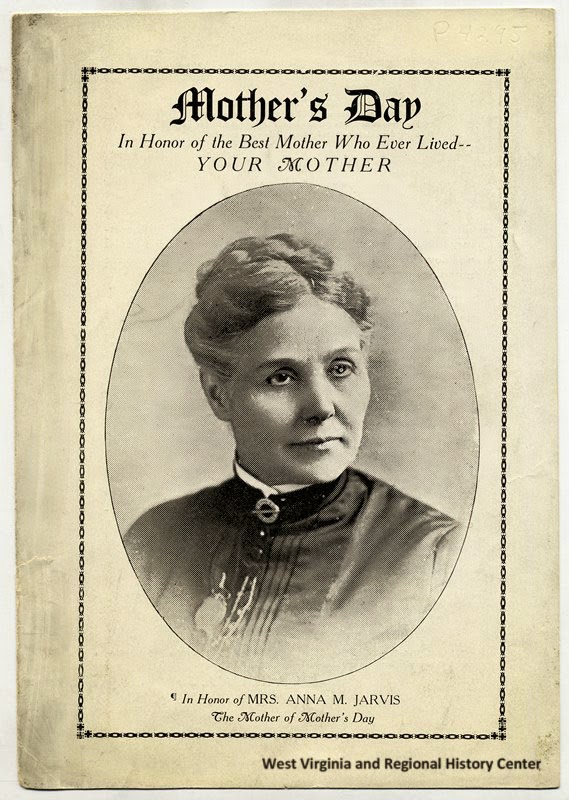 P 4295
Mother's Day
In Honor of the Best Mother Who Ever Lived--
YOUR MOTHER
¶ In Honor of MRS. ANNA M. JARVIS
The Mother of Mother's Day
West Virginia and Regional History Center